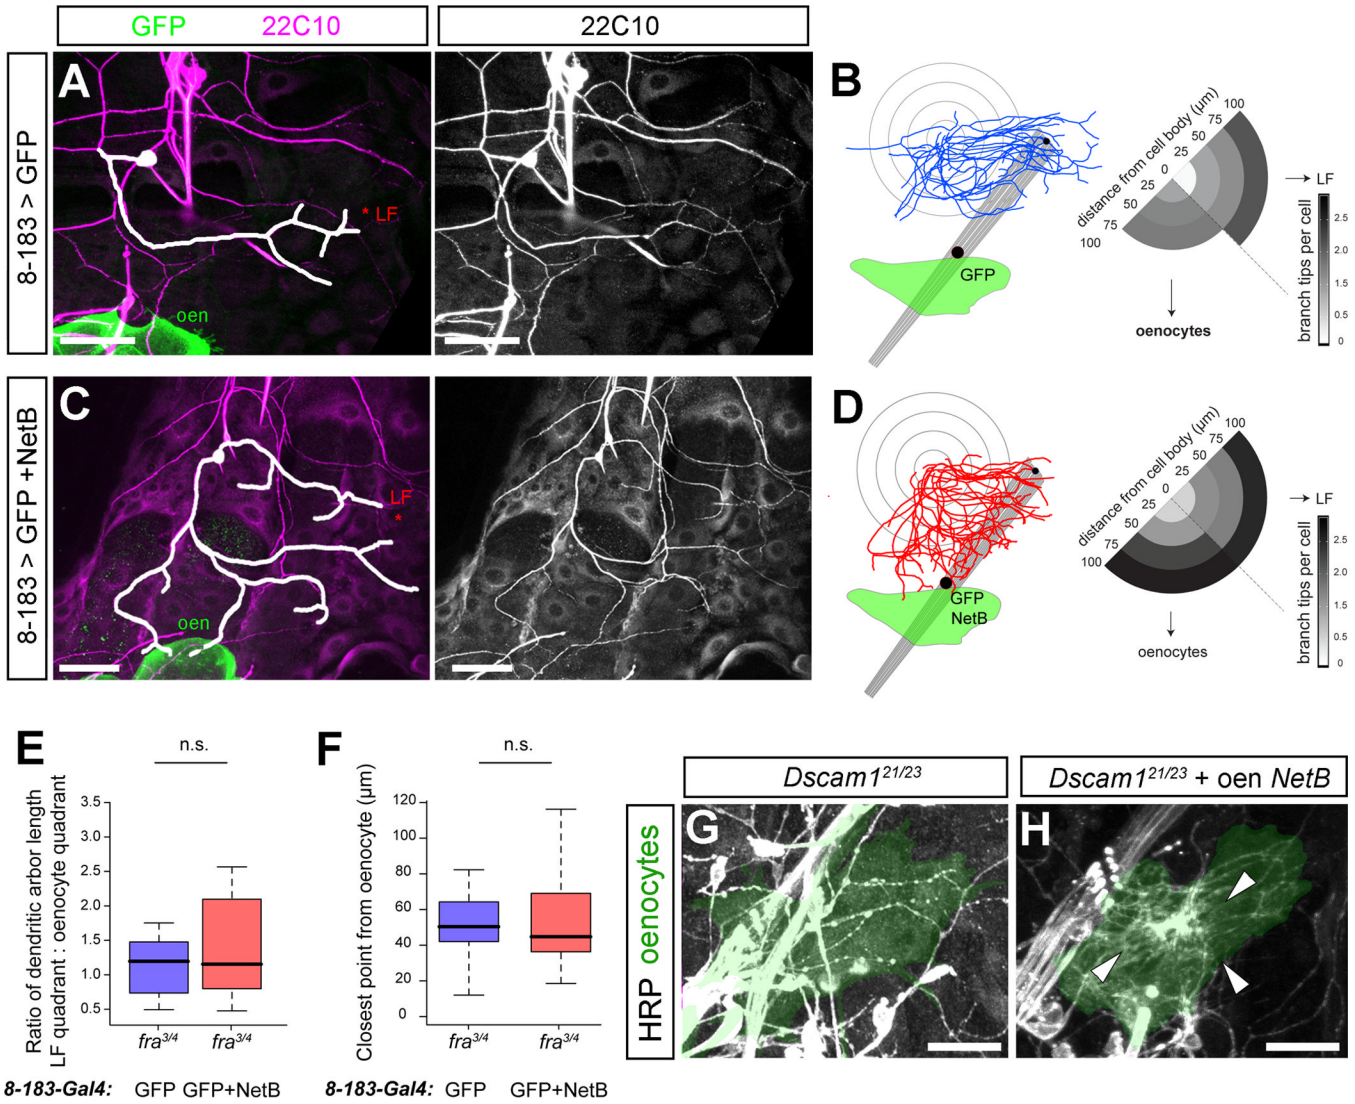 GFP 22C10
22C10
8-183 > GFP
A
* LF
oen
B
GFP
distance from cell body (µm)
100
75
50
25
0
25
50
75
100
→ LF
oenocytes
branch tips per cell
2.5
2.0
1.5
0.5
0
8-183 > GFP +NetB
C
LF
*
oen
D
GFP
NetB
distance from cell body (µm)
100
75
50
25
0
25
50
75
100
→ LF
oenocytes
branch tips per cell
2.5
2.0
1.5
0.5
0
E
n.s.
Ratio of dendritic arbor length
LF quadrant : oenocyte quadrant
3.5
3.0
2.5
2.0
1.5
1.0
0.5
fra3/4 fra3/4
8-183-Gal4: GFP GFP+NetB
F
n.s.
Closest point from oenocyte (µm)
120
100
80
60
40
20
0
fra3/4 fra3/4
8-183-Gal4: GFP GFP+NetB
Dscam121/23
Dscam121/23 + oen NetB
HRP oenocytes
G
H